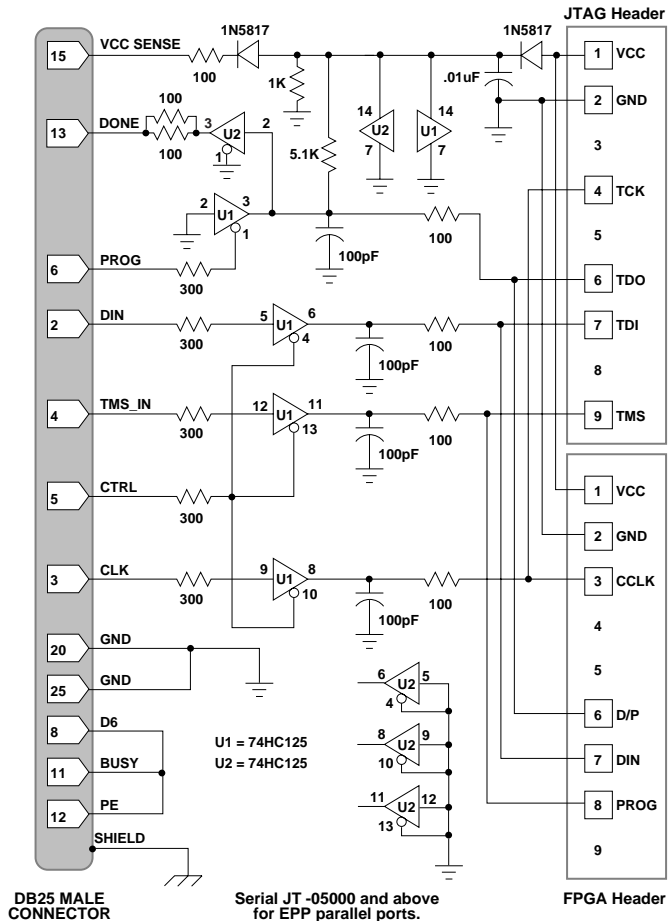 JTAG Header
1N5817
1N5817
15
VCC SENSE
100
1K
.01uF
1
VCC
2
GND
3
4
TCK
5
6
TDO
7
TDI
8
9
TMS
13
DONE
100
100
3
U2
2
1
5.1K
14
U2
7
14
U1
7
2
U1
3
1
100pF
100
6
PROG
300
2
DIN
300
5
U1
6
4
100pF
100
4
TMS_IN
300
12
U1
11
13
100pF
100
5
CTRL
300
3
CLK
300
9
U1
8
10
100pF
100
1
VCC
2
GND
3
CCLK
4
5
6
D/P
7
DIN
8
PROG
9
20
GND
25
GND
8
D6
11
BUSY
12
PE
SHIELD
U1 = 74HC125
U2 = 74HC125
6
U2
5
4
8
U2
9
10
11
U2
12
13
DB25 MALE
CONNECTOR
Serial JT -05000 and above
for EPP parallel ports.
FPGA Header